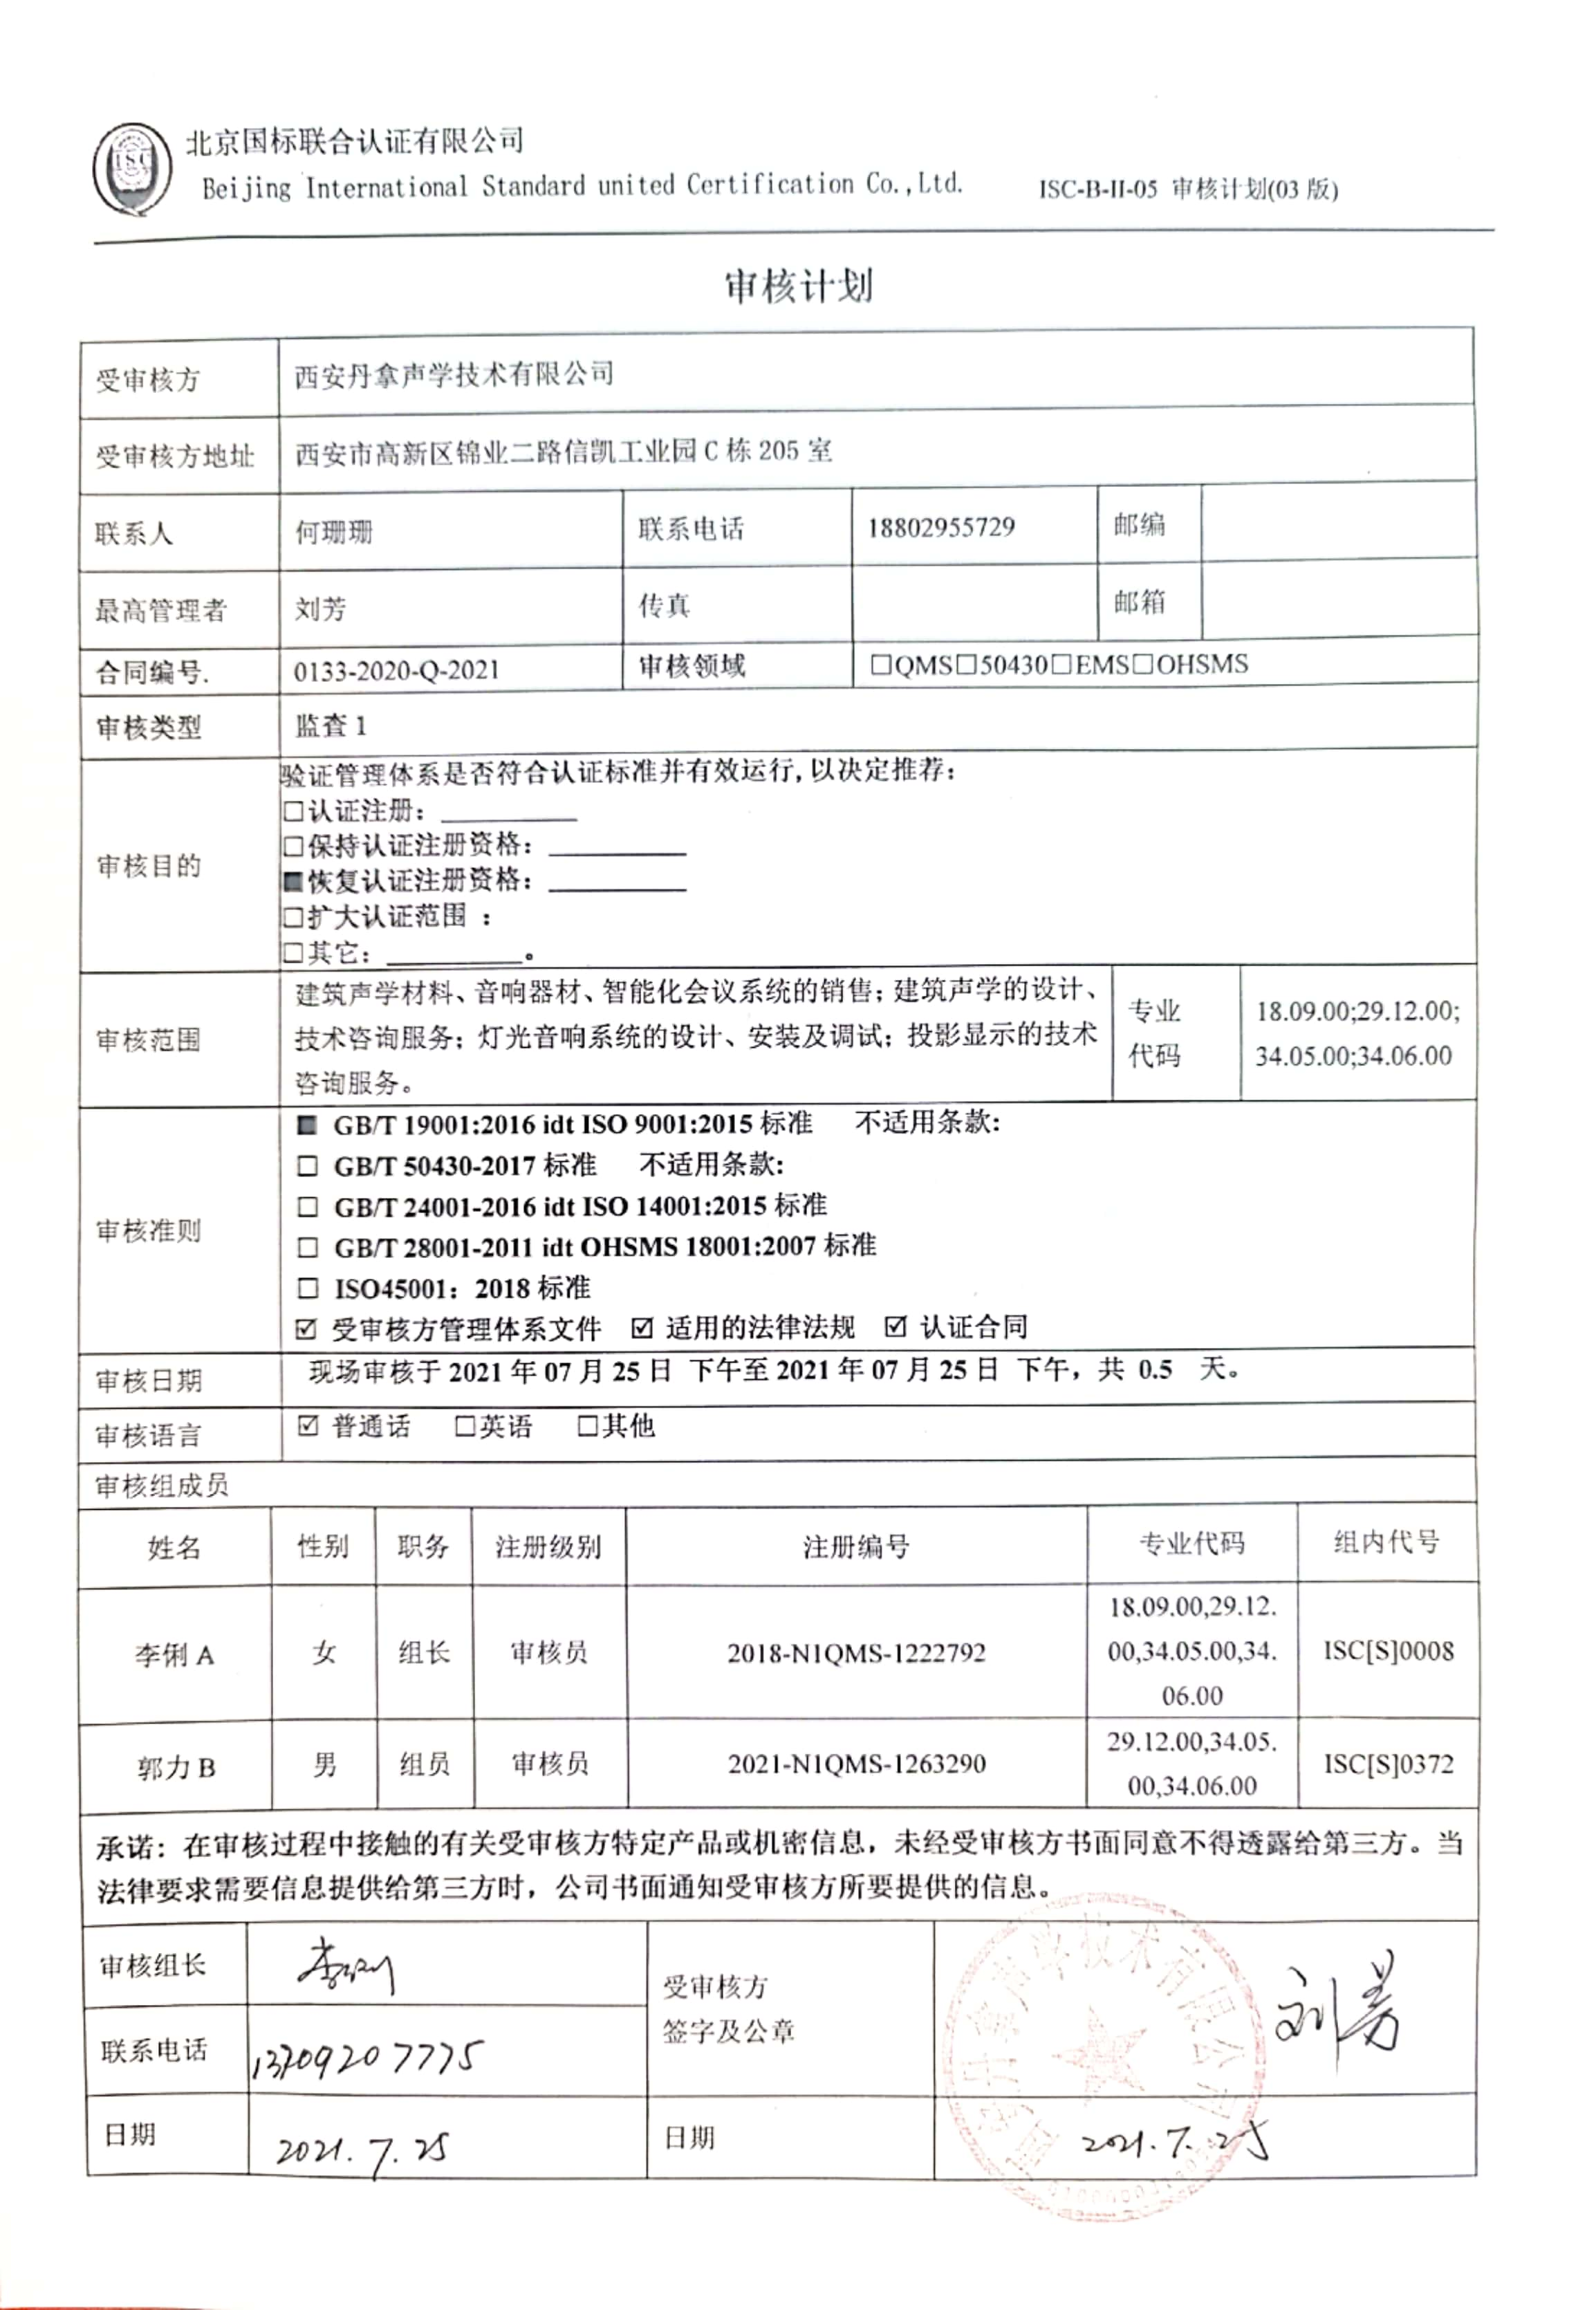 北京国标联合认证有限公司
Beijing International Standard united Certification Co.,Ltd.
ISC-B-II-05 审核计划(03 版)
审核计划
受审核方 西安丹拿声学技术有限公司
受审核方地址 西安市高新区锦业二路信凯工业园 C 栋 205 室
联系人 何珊珊 联系电话 18802955729 邮编
最高管理者 刘芳 传真 邮箱
合同编号. 0133-2020-Q-2021 审核领域 □QMS□50430□EMS□OHSMS
审核类型 监查 1
审核目的
验证管理体系是否符合认证标准并有效运行,以决定推荐：
□认证注册：
□保持认证注册资格：
■恢复认证注册资格：
□扩大认证范围 ：
□其它： 。
审核范围
建筑声学材料、音响器材、智能化会议系统的销售；建筑声学的设计、
技术咨询服务；灯光音响系统的设计、安装及调试；投影显示的技术
咨询服务。
专业
代码
18.09.00;29.12.00;
34.05.00;34.06.00
审核准则
■ GB/T 19001:2016 idt ISO 9001:2015 标准 不适用条款:
□ GB/T 50430-2017 标准 不适用条款:
□ GB/T 24001-2016 idt ISO 14001:2015 标准
□ GB/T 28001-2011 idt OHSMS 18001:2007 标准
□ ISO45001：2018 标准
☑ 受审核方管理体系文件 ☑ 适用的法律法规 ☑ 认证合同
审核日期 现场审核于 2021 年 07 月 25 日 下午至 2021 年 07 月 25 日 下午，共 0.5 天。
审核语言 ☑ 普通话 □英语 □其他
审核组成员
姓名 性别 职务 注册级别 注册编号 专业代码 组内代号
李俐 A 女 组长 审核员 2018-N1QMS-1222792
18.09.00,29.12.
00,34.05.00,34.
06.00
ISC[S]0008
郭力 B 男 组员 审核员 2021-N1QMS-1263290
29.12.00,34.05.
00,34.06.00
ISC[S]0372
承诺：在审核过程中接触的有关受审核方特定产品或机密信息，未经受审核方书面同意不得透露给第三方。当
法律要求需要信息提供给第三方时，公司书面通知受审核方所要提供的信息。
审核组长 李俐
联系电话 13709207775
受审核方
签字及公章
刘芳
西安丹拿声学技术有限公司
日期 2021.7.25 日期 2021.7.25